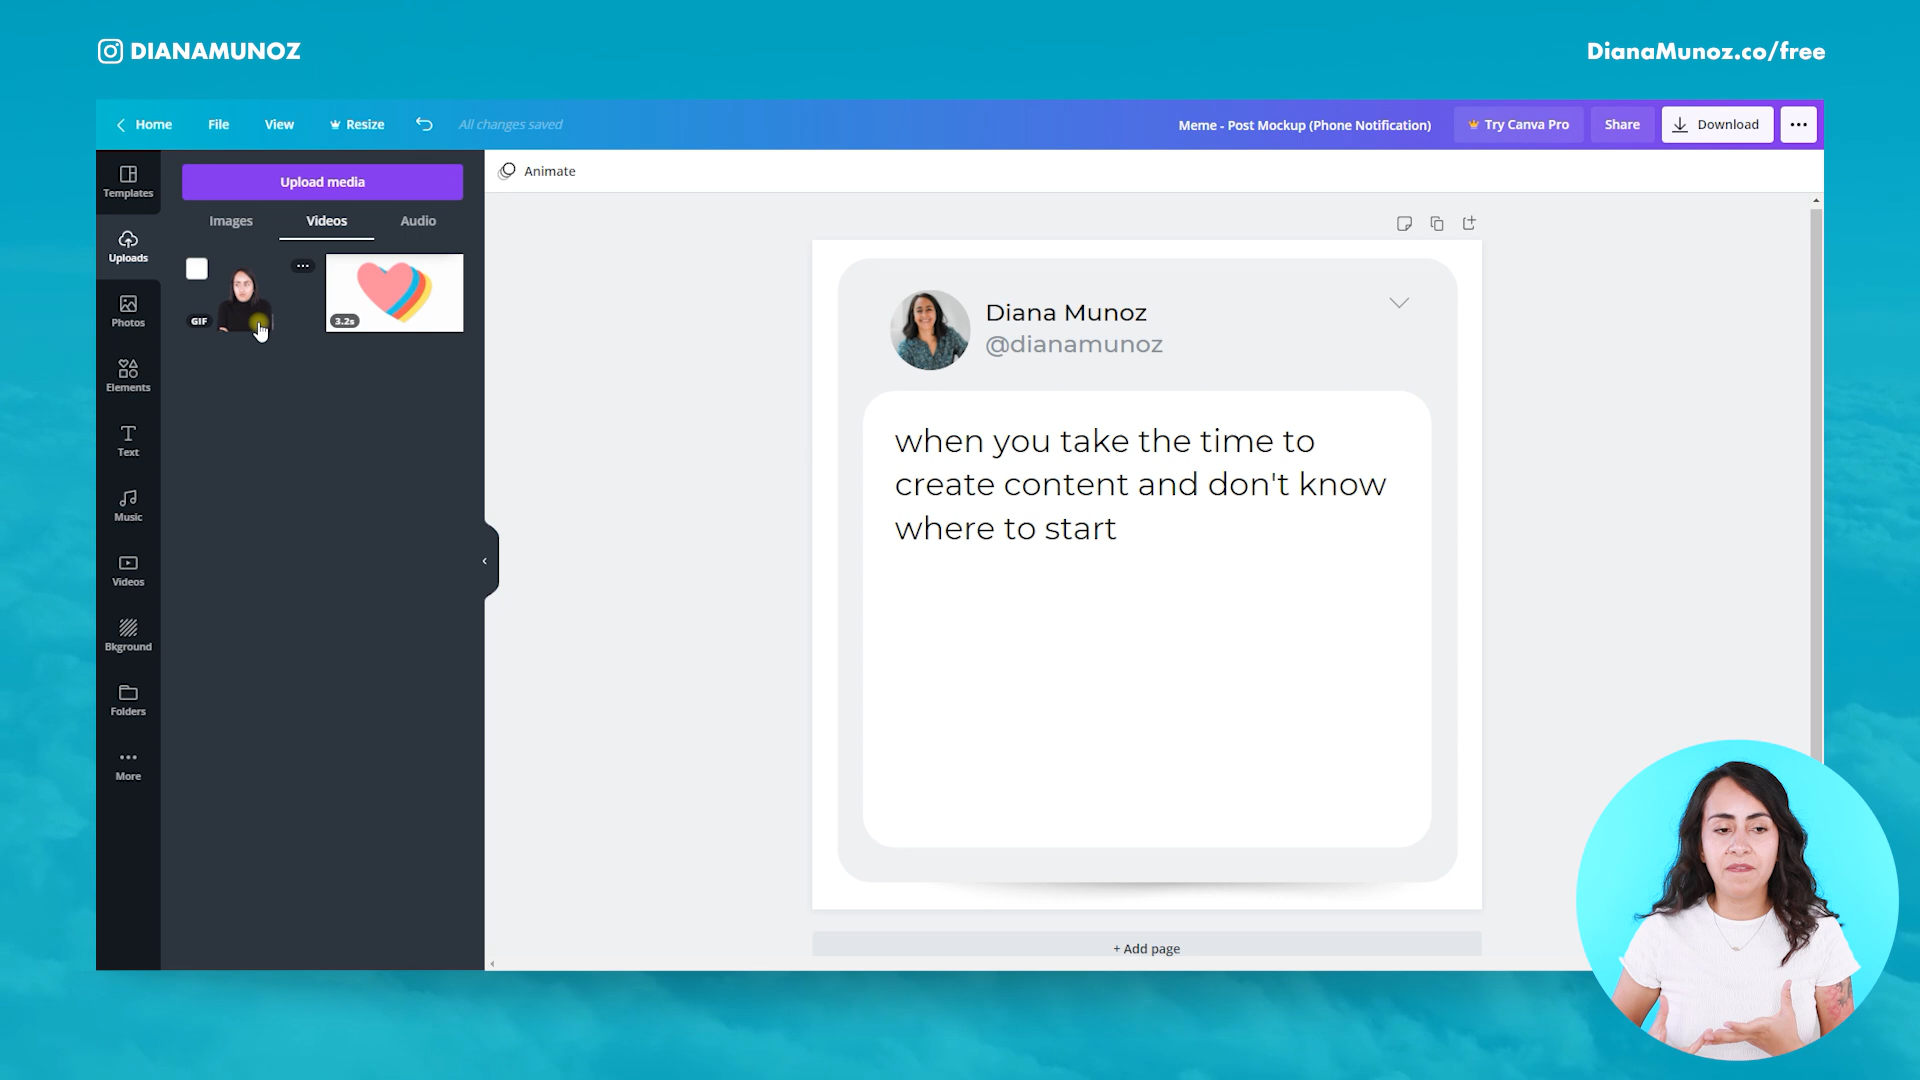 DIANAMUNOZ
DianaMunoz.co/free
Home
File
View
Resize
All changes saved
Meme - Post Mockup (Phone Notification)
Try Canva Pro
Share
Download
Templates
Uploads
Photos
Elements
Text
Music
Videos
Bkground
Folders
More
Upload media
Images
Videos
Audio
GIF
3.2s
Animate
Diana Munoz
@dianamunoz
when you take the time to
create content and don't know
where to start
+ Add page